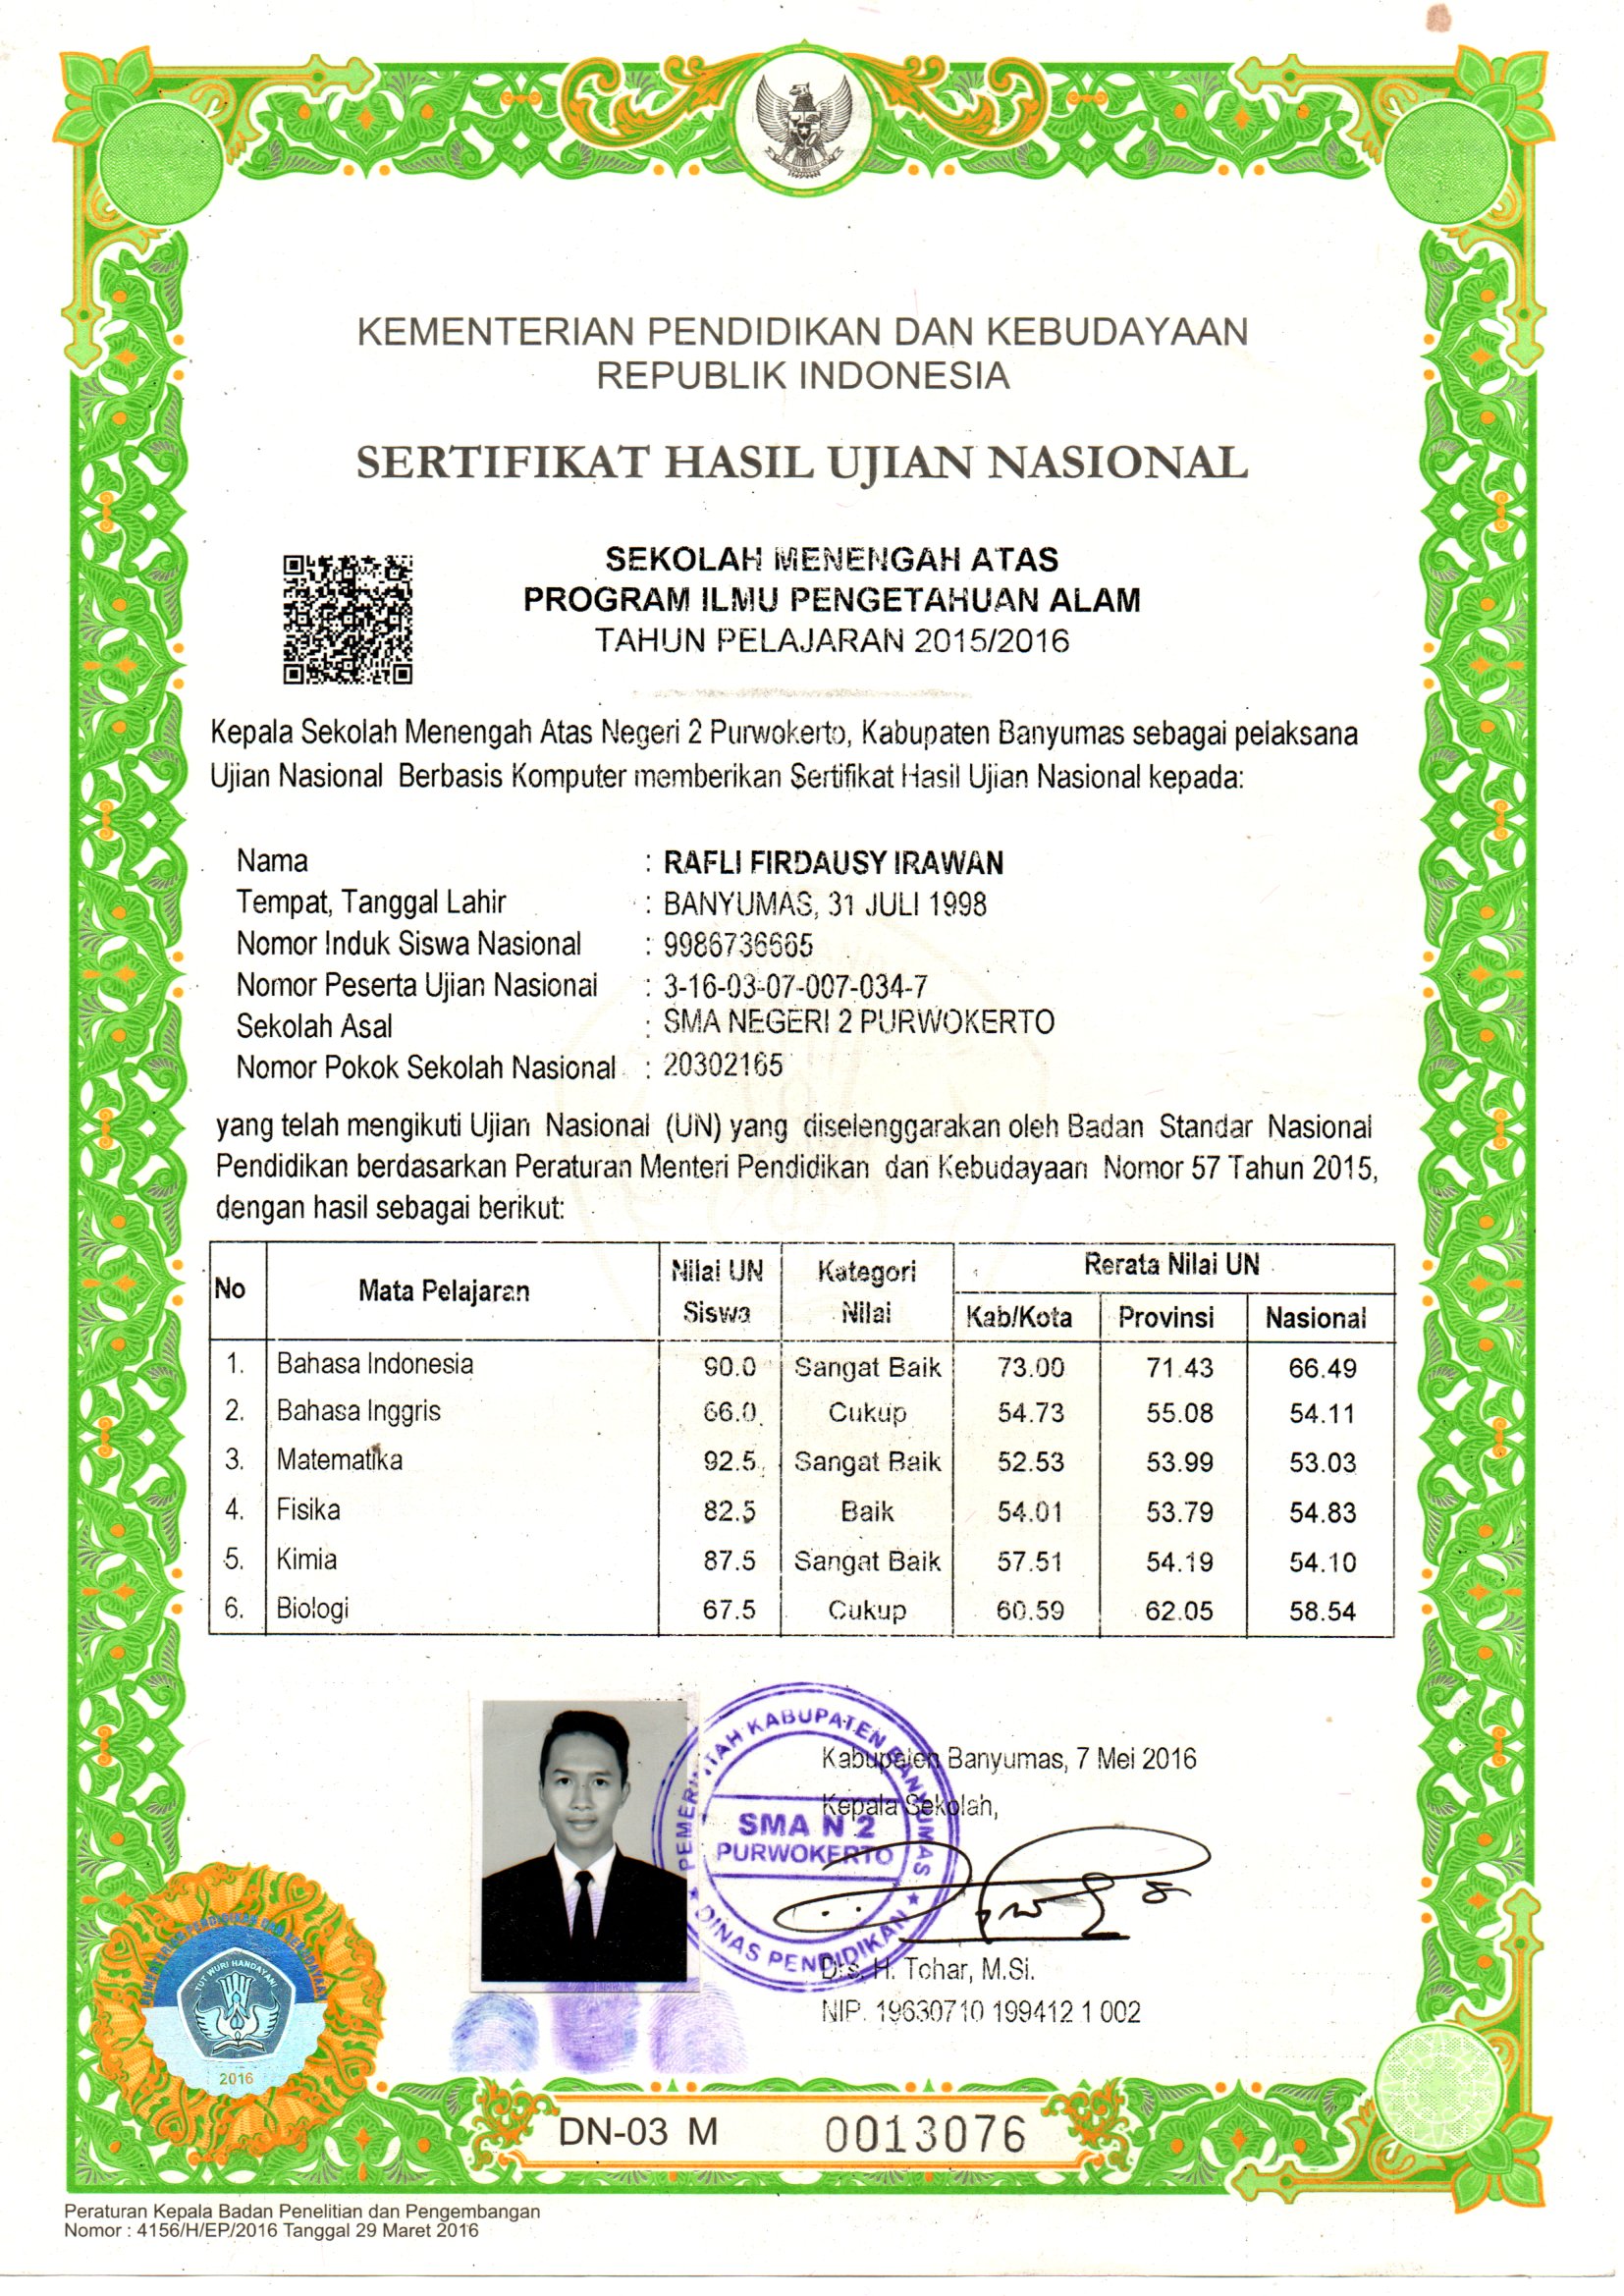 KEMENTERIAN PENDIDIKAN DAN KEBUDAYAAN
REPUBLIK INDONESIA
SERTIFIKAT HASIL UJIAN NASIONAL
SEKOLAH MENENGAH ATAS
PROGRAM ILMU PENGETAHUAN ALAM
TAHUN PELAJARAN 2015/2016
Kepala Sekolah Menengah Atas Negeri 2 Purwokerto, Kabupaten Banyumas sebagai pelaksana
Ujian Nasional Berbasis Komputer memberikan Sertifikat Hasil Ujian Nasional kepada:
Nama : RAFLI FIRDAUSY IRAWAN
Tempat, Tanggal Lahir : BANYUMAS, 31 JULI 1998
Nomor Induk Siswa Nasional : 9986736665
Nomor Peserta Ujian Nasional : 3-16-03-07-007-034-7
Sekolah Asal : SMA NEGERI 2 PURWOKERTO
Nomor Pokok Sekolah Nasional : 20302165
yang telah mengikuti Ujian Nasional (UN) yang diselenggarakan oleh Badan Standar Nasional
Pendidikan berdasarkan Peraturan Menteri Pendidikan dan Kebudayaan Nomor 57 Tahun 2015,
dengan hasil sebagai berikut:
No Mata Pelajaran Nilai UN Siswa Kategori Nilai Rerata Nilai UN
Kab/Kota Provinsi Nasional
1. Bahasa Indonesia 90.0 Sangat Baik 73.00 71.43 66.49
2. Bahasa Inggris 66.0 Cukup 54.73 55.08 54.11
3. Matematika 92.5 Sangat Baik 52.53 53.99 53.03
4. Fisika 82.5 Baik 54.01 53.79 54.83
5. Kimia 87.5 Sangat Baik 57.51 54.19 54.10
6. Biologi 67.5 Cukup 60.59 62.05 58.54
PEMERINTAH KABUPATEN BANYUMAS
SMA N 2
PURWOKERTO
DINAS PENDIDIKAN
Kabupaten Banyumas, 7 Mei 2016
Kepala Sekolah,
Drs. H. Tohar, M.Si.
NIP. 19630710 199412 1 002
TUT WURI HANDAYANI
2016
DN-03 M 0013076
Peraturan Kepala Badan Penelitian dan Pengembangan
Nomor : 4156/H/EP/2016 Tanggal 29 Maret 2016